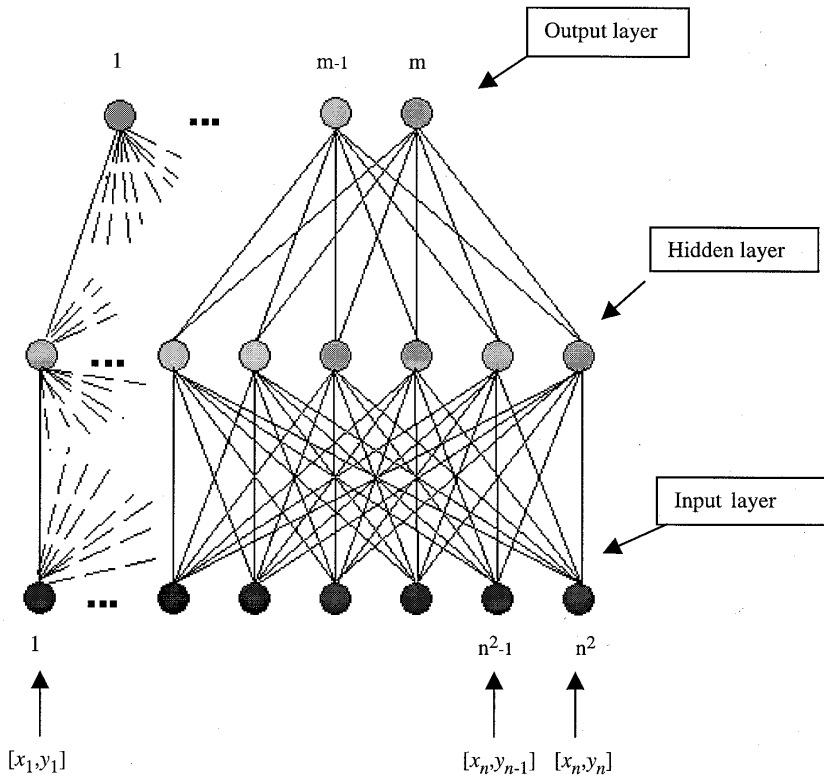 Output layer
1 ... m-1 m
Hidden layer
...
Input layer
...
1 n²-1 n²
[x₁,y₁] [xₙ,yₙ₋₁] [xₙ,yₙ]